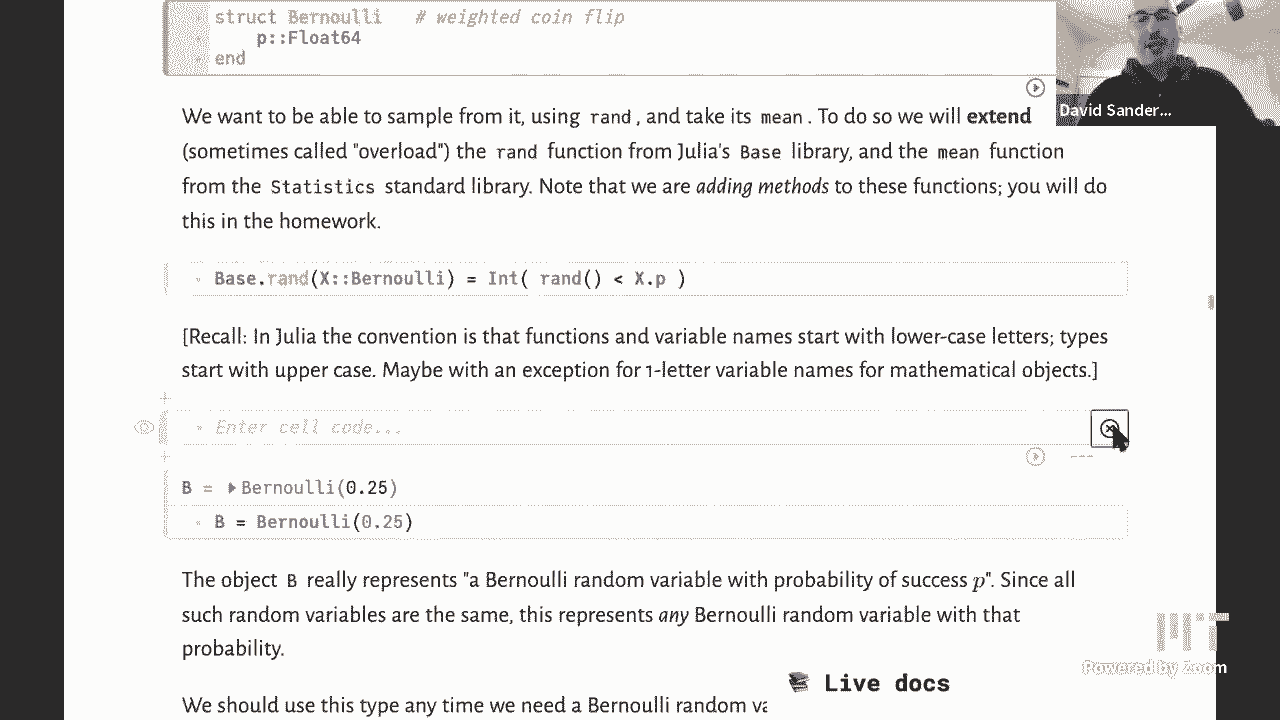 struct Bernoulli # weighted coin flip
p::Float64
end
David Sander...
We want to be able to sample from it, using rand, and take its mean. To do so we will extend
(sometimes called "overload") the rand function from Julia's Base library, and the mean function
from the Statistics standard library. Note that we are adding methods to these functions; you will do
this in the homework.
Base.rand(X::Bernoulli) = Int( rand() < X.p )
[Recall: In Julia the convention is that functions and variable names start with lower-case letters; types
start with upper case. Maybe with an exception for 1-letter variable names for mathematical objects.]
Enter cell code...
B = Bernoulli(0.25)
B = Bernoulli(0.25)
The object B really represents "a Bernoulli random variable with probability of success p". Since all
such random variables are the same, this represents any Bernoulli random variable with that
probability.
MIT
Powered by Zoom
Live docs
We should use this type any time we need a Bernoulli random va